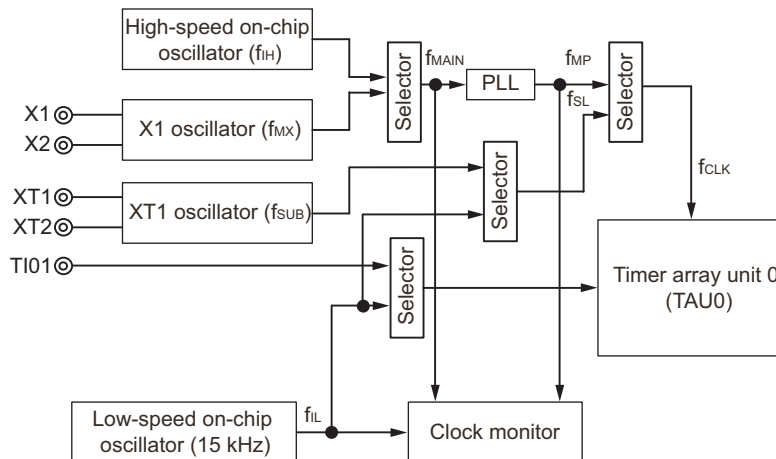 High-speed on-chip
oscillator (fIH)
Selector
fMAIN
PLL
fMP
fSL
Selector
X1
X2
X1 oscillator (fMX)
XT1
XT2
XT1 oscillator (fSUB)
Selector
fCLK
TI01
Selector
Timer array unit 0
(TAU0)
Low-speed on-chip
oscillator (15 kHz)
fIL
Clock monitor